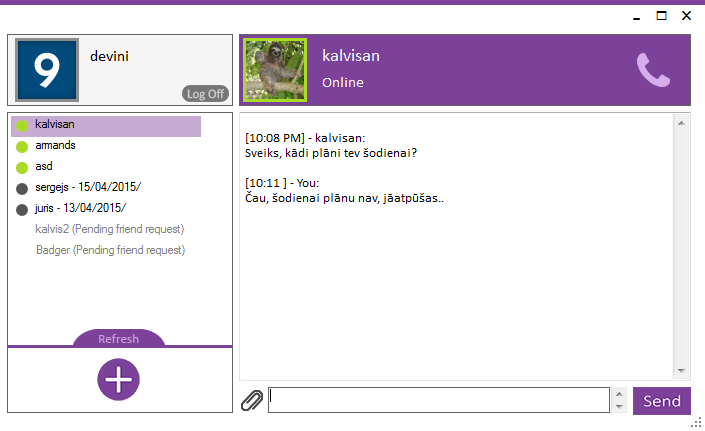 9
devini
Log Off
kalvisan
amands
asd
sergejs - 15/04/2015/
juris - 13/04/2015/
kalvis2 (Pending friend request)
Badger (Pending friend request)
Refresh
kalvisan
Online
[10:08 PM] - kalvisan:
Sveiks, kādi plāni tev šodienai?
[10:11 ] - You:
Čau, šodienai plānu nav, jāatpūšas..
Send